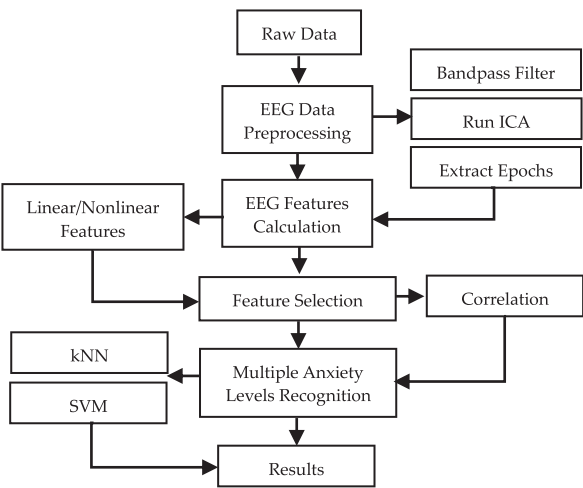 Raw Data
Bandpass Filter
EEG Data
Preprocessing
Run ICA
Extract Epochs
Linear/Nonlinear
Features
EEG Features
Calculation
Feature Selection
Correlation
kNN
Multiple Anxiety
Levels Recognition
SVM
Results